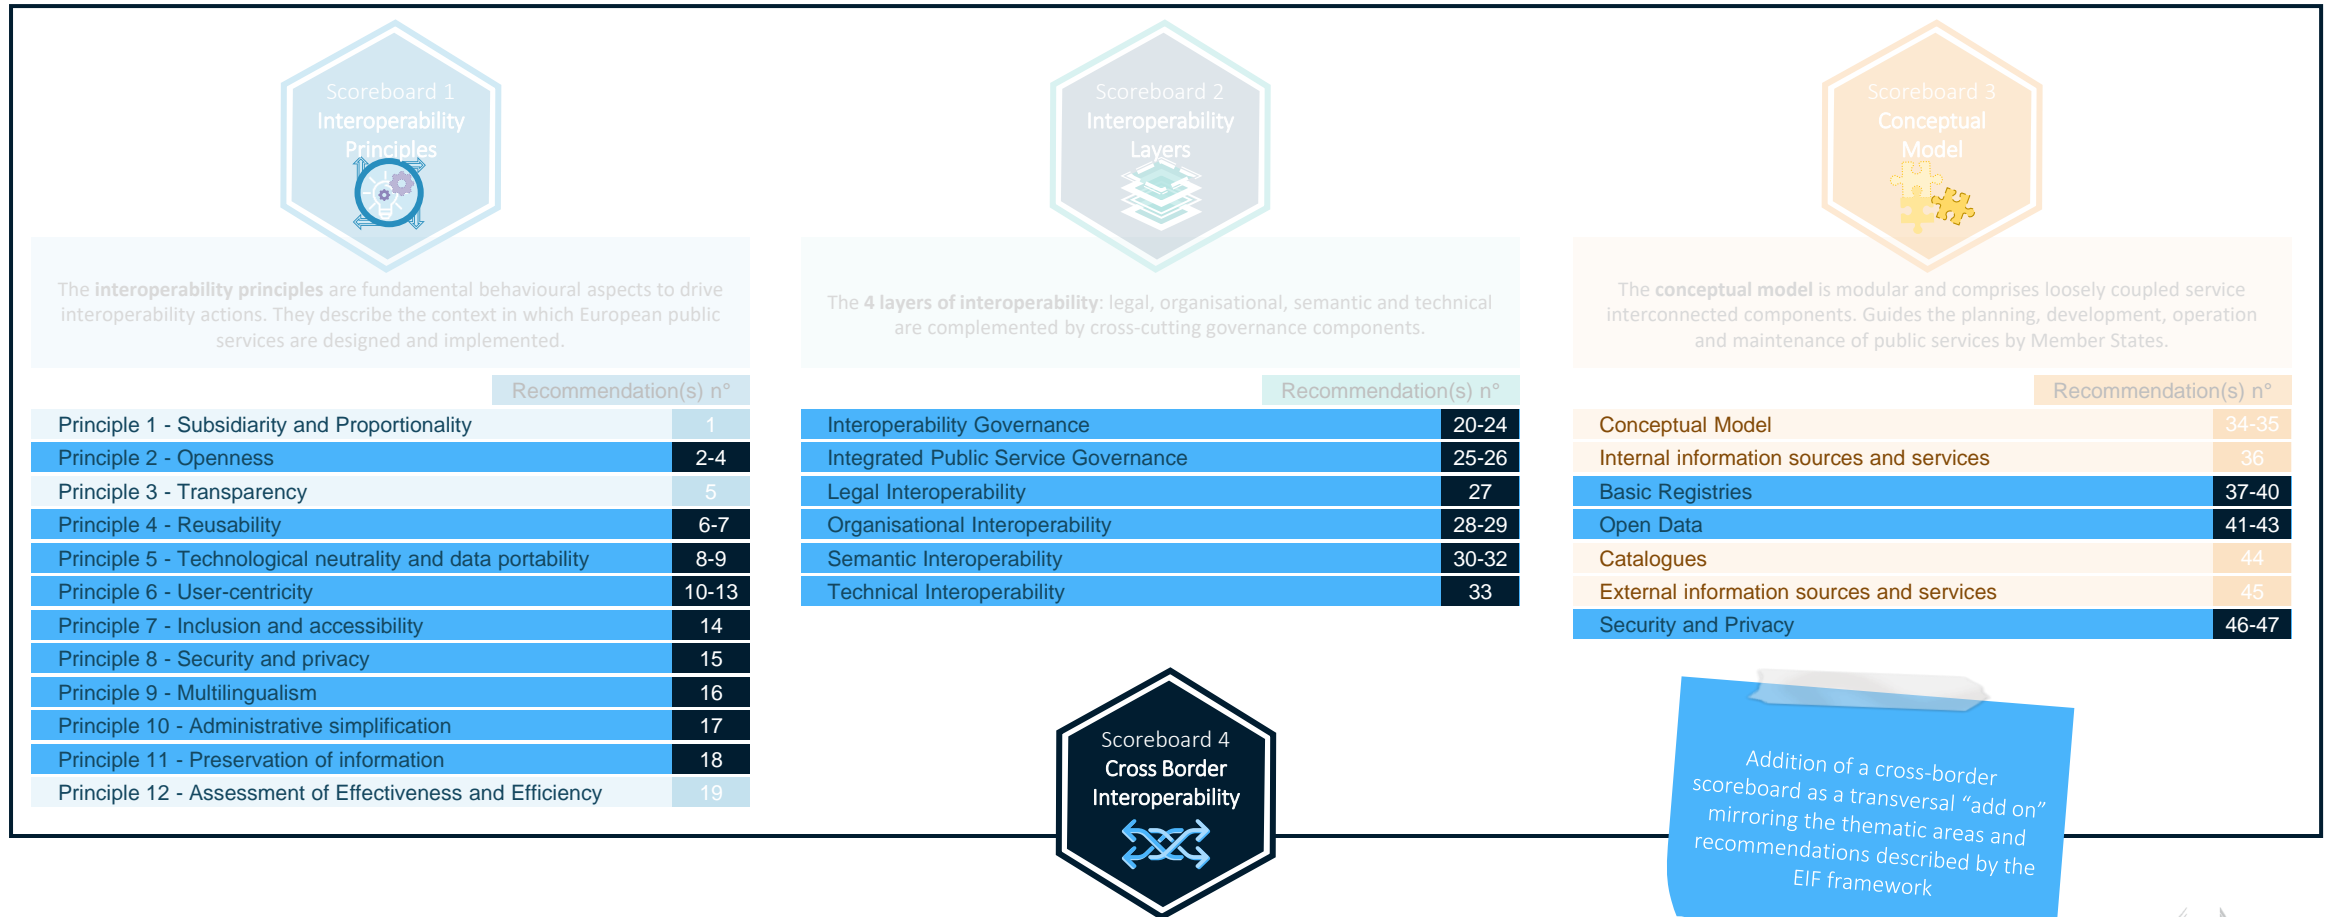 Scoreboard 1
Interoperability
Principles
The interoperability principles are fundamental behavioural aspects to drive
interoperability actions. They describe the context in which European public
services are designed and implemented.
Recommendation(s) n°
Principle 1 - Subsidiarity and Proportionality 1
Principle 2 - Openness 2-4
Principle 3 - Transparency 5
Principle 4 - Reusability 6-7
Principle 5 - Technological neutrality and data portability 8-9
Principle 6 - User-centricity 10-13
Principle 7 - Inclusion and accessibility 14
Principle 8 - Security and privacy 15
Principle 9 - Multilingualism 16
Principle 10 - Administrative simplification 17
Principle 11 - Preservation of information 18
Principle 12 - Assessment of Effectiveness and Efficiency 19
Scoreboard 2
Interoperability
Layers
The 4 layers of interoperability: legal, organisational, semantic and technical
are complemented by cross-cutting governance components.
Recommendation(s) n°
Interoperability Governance 20-24
Integrated Public Service Governance 25-26
Legal Interoperability 27
Organisational Interoperability 28-29
Semantic Interoperability 30-32
Technical Interoperability 33
Scoreboard 3
Conceptual
Model
The conceptual model is modular and comprises loosely coupled service
interconnected components. Guides the planning, development, operation
and maintenance of public services by Member States.
Recommendation(s) n°
Conceptual Model 34-35
Internal information sources and services 36
Basic Registries 37-40
Open Data 41-43
Catalogues 44
External information sources and services 45
Security and Privacy 46-47
Scoreboard 4
Cross Border
Interoperability
Addition of a cross-border
scoreboard as a transversal “add on”
mirroring the thematic areas and
recommendations described by the
EIF framework